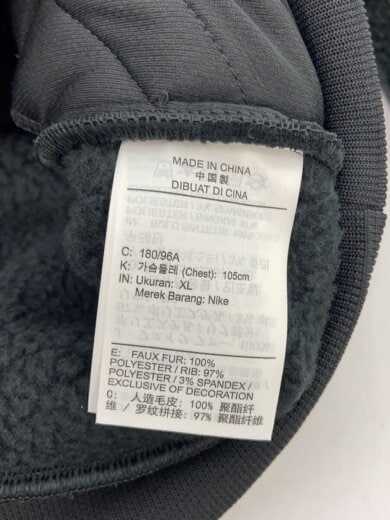 MADE IN CHINA
中国製
DIBUAT DI CINA
C: 180/96A
K: 가슴둘레 (Chest): 105cm
IN: Ukuran: XL
Merek Barang: Nike
E: FAUX FUR: 100%
POLYESTER / RIB: 97%
POLYESTER / 3% SPANDEX /
EXCLUSIVE OF DECORATION
C: 人造毛皮: 100% 聚酯纤
维 / 罗纹拼接: 97% 聚酯纤